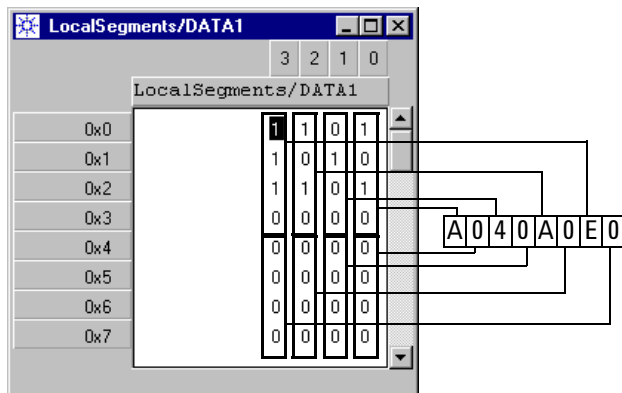 LocalSegments/DATA1
3 2 1 0
LocalSegments/DATA1
0x0 1 1 0 1
0x1 1 0 1 0
0x2 1 1 0 1
0x3 0 0 0 0
A 0 4 0 A 0 E 0
0x4 0 0 0 0
0x5 0 0 0 0
0x6 0 0 0 0
0x7 0 0 0 0